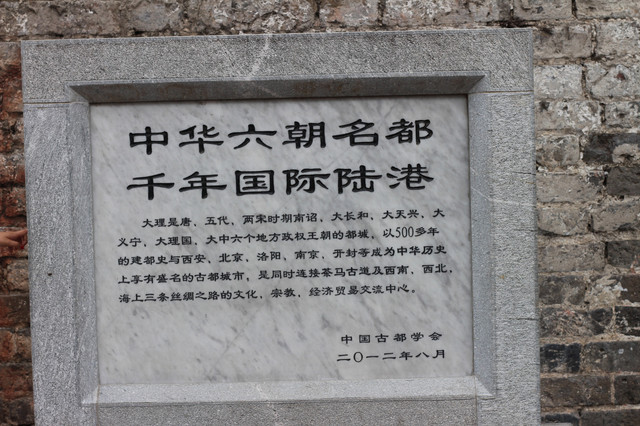 中华六朝名都
千年国际陆港
大理是唐，五代，两宋时期南诏，大长和，大天兴，大
义宁，大理国，大中六个地方政权王朝的都城，以500多年
的建都史与西安，北京，洛阳，南京，开封等成为中华历史
上享有盛名的古都城市，是同时连接茶马古道及西南，西北，
海上三条丝绸之路的文化，宗教，经济贸易交流中心。
中国古都学会
二〇一二年八月